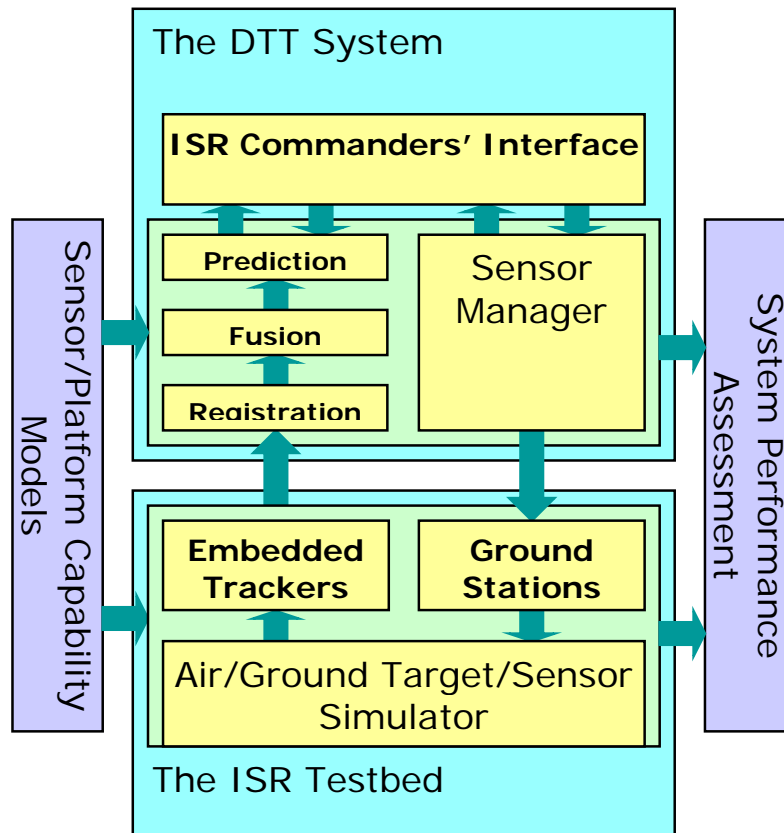 The DTT System
ISR Commanders' Interface
Prediction
Fusion
Registration
Sensor
Manager
Sensor/Platform Capability
Models
System Performance
Assessment
Embedded
Trackers
Ground
Stations
Air/Ground Target/Sensor
Simulator
The ISR Testbed